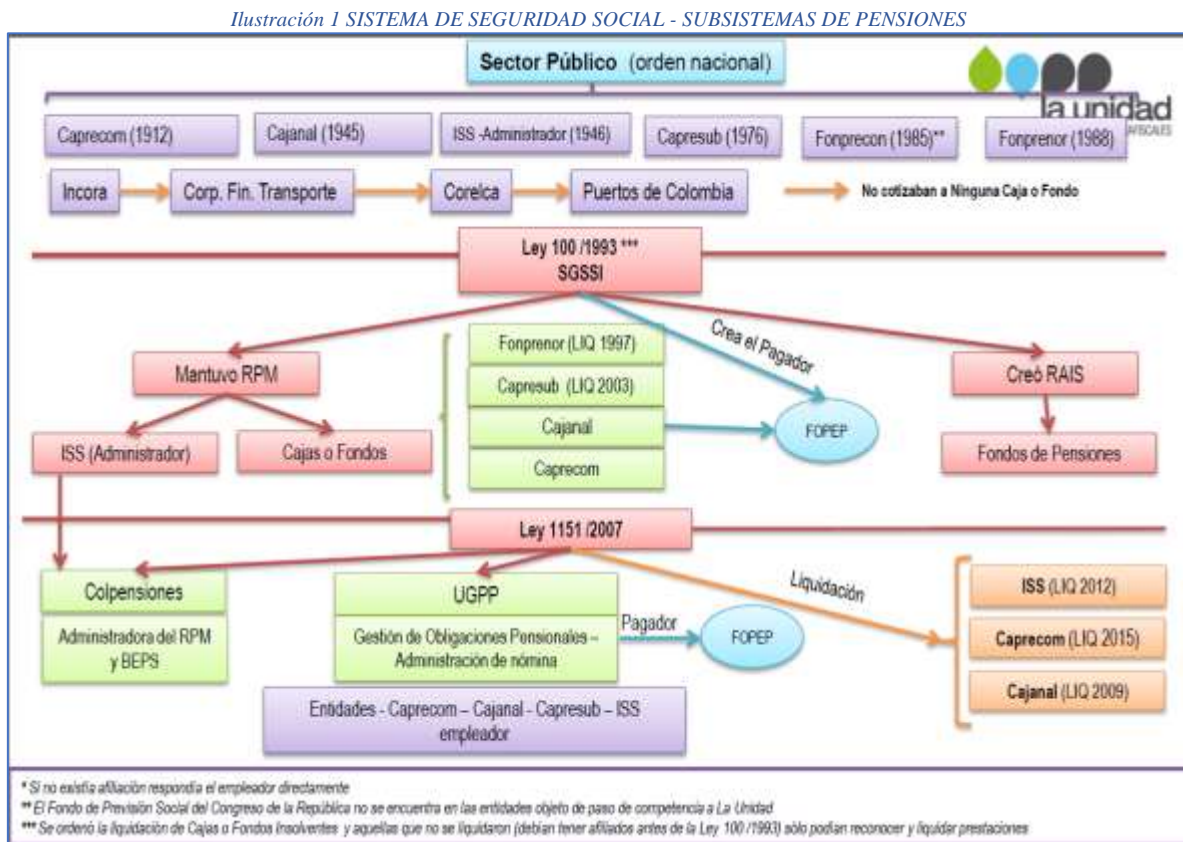 Ilustración 1 SISTEMA DE SEGURIDAD SOCIAL - SUBSISTEMAS DE PENSIONES
Sector Público (orden nacional)
la unidad
Caprecom (1912)
Cajanal (1945)
ISS -Administrador (1946)
Capresub (1976)
Fonprecon (1985)**
Fonprenor (1988)
Incora
Corp. Fin. Transporte
Corelca
Puertos de Colombia
No cotizaban a Ninguna Caja o Fondo
Ley 100 /1993 ***
SGSSI
Mantuvo RPM
Fonprenor (LIQ 1997)
Crea el Pagador
Creó RAIS
Capresub (LIQ 2003)
ISS (Administrador)
Cajas o Fondos
Cajanal
FOPEP
Fondos de Pensiones
Caprecom
Ley 1151 /2007
Colpensiones
Administradora del RPM
y BEPS
UGPP
Gestión de Obligaciones Pensionales –
Administración de nómina
Pagador
FOPEP
Liquidación
ISS (LIQ 2012)
Caprecom (LIQ 2015)
Cajanal (LIQ 2009)
Entidades - Caprecom – Cajanal - Capresub – ISS
empleador
* Si no existía afiliación respondía el empleador directamente
** El Fondo de Previsión Social del Congreso de la República no se encuentra en las entidades objeto de paso de competencia a La Unidad
*** Se ordenó la liquidación de Cajas o Fondos Insolventes y aquellas que no se liquidaron (debían tener afiliados antes de la Ley 100 /1993) sólo podían reconocer y liquidar prestaciones